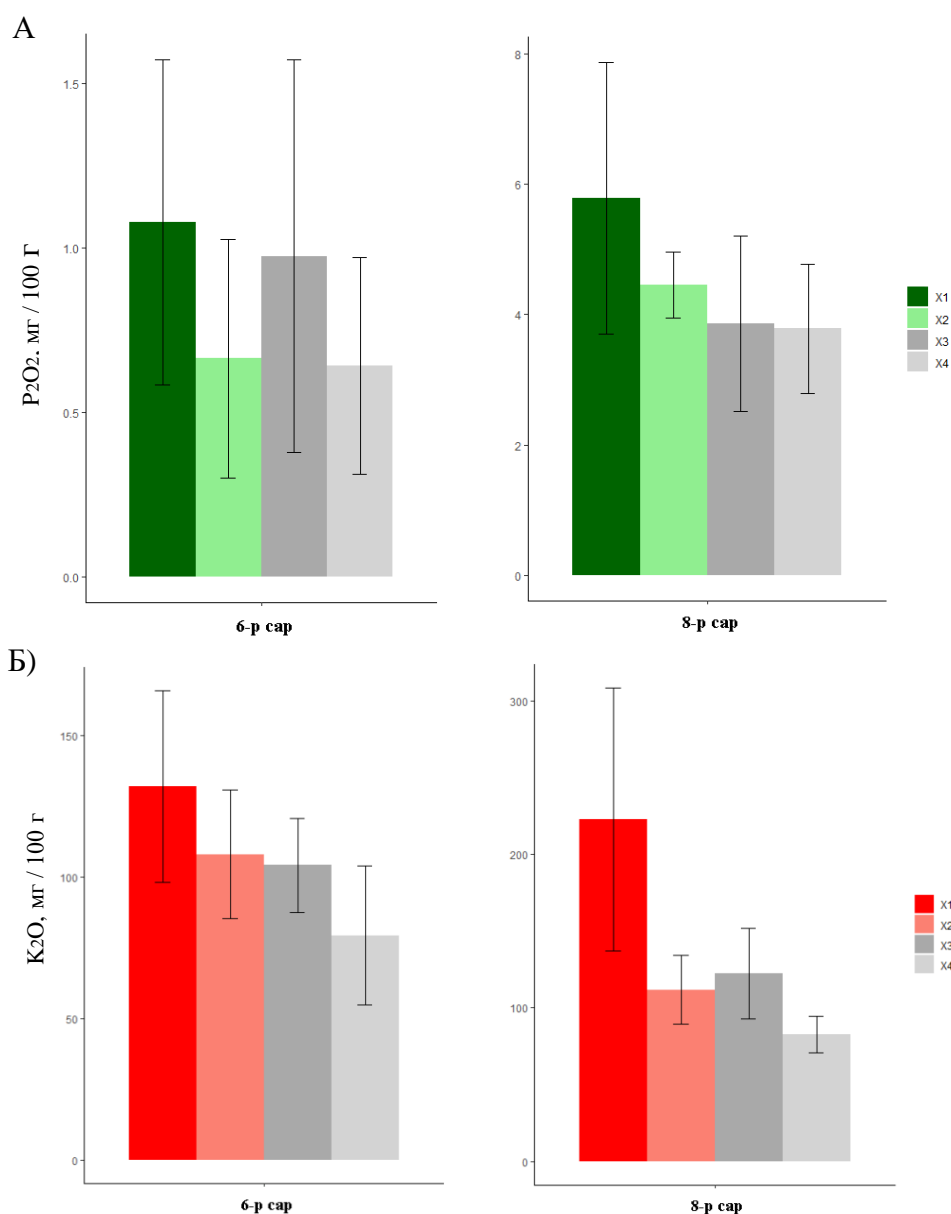 А
1.5
1.0
0.5
0.0
P2O2. мг / 100 Г
6-р сар
8
6
4
2
0
8-р сар
X1
X2
X3
X4
Б)
150
100
50
0
K2O, мг / 100 г
6-р сар
300
200
100
0
8-р сар
X1
X2
X3
X4